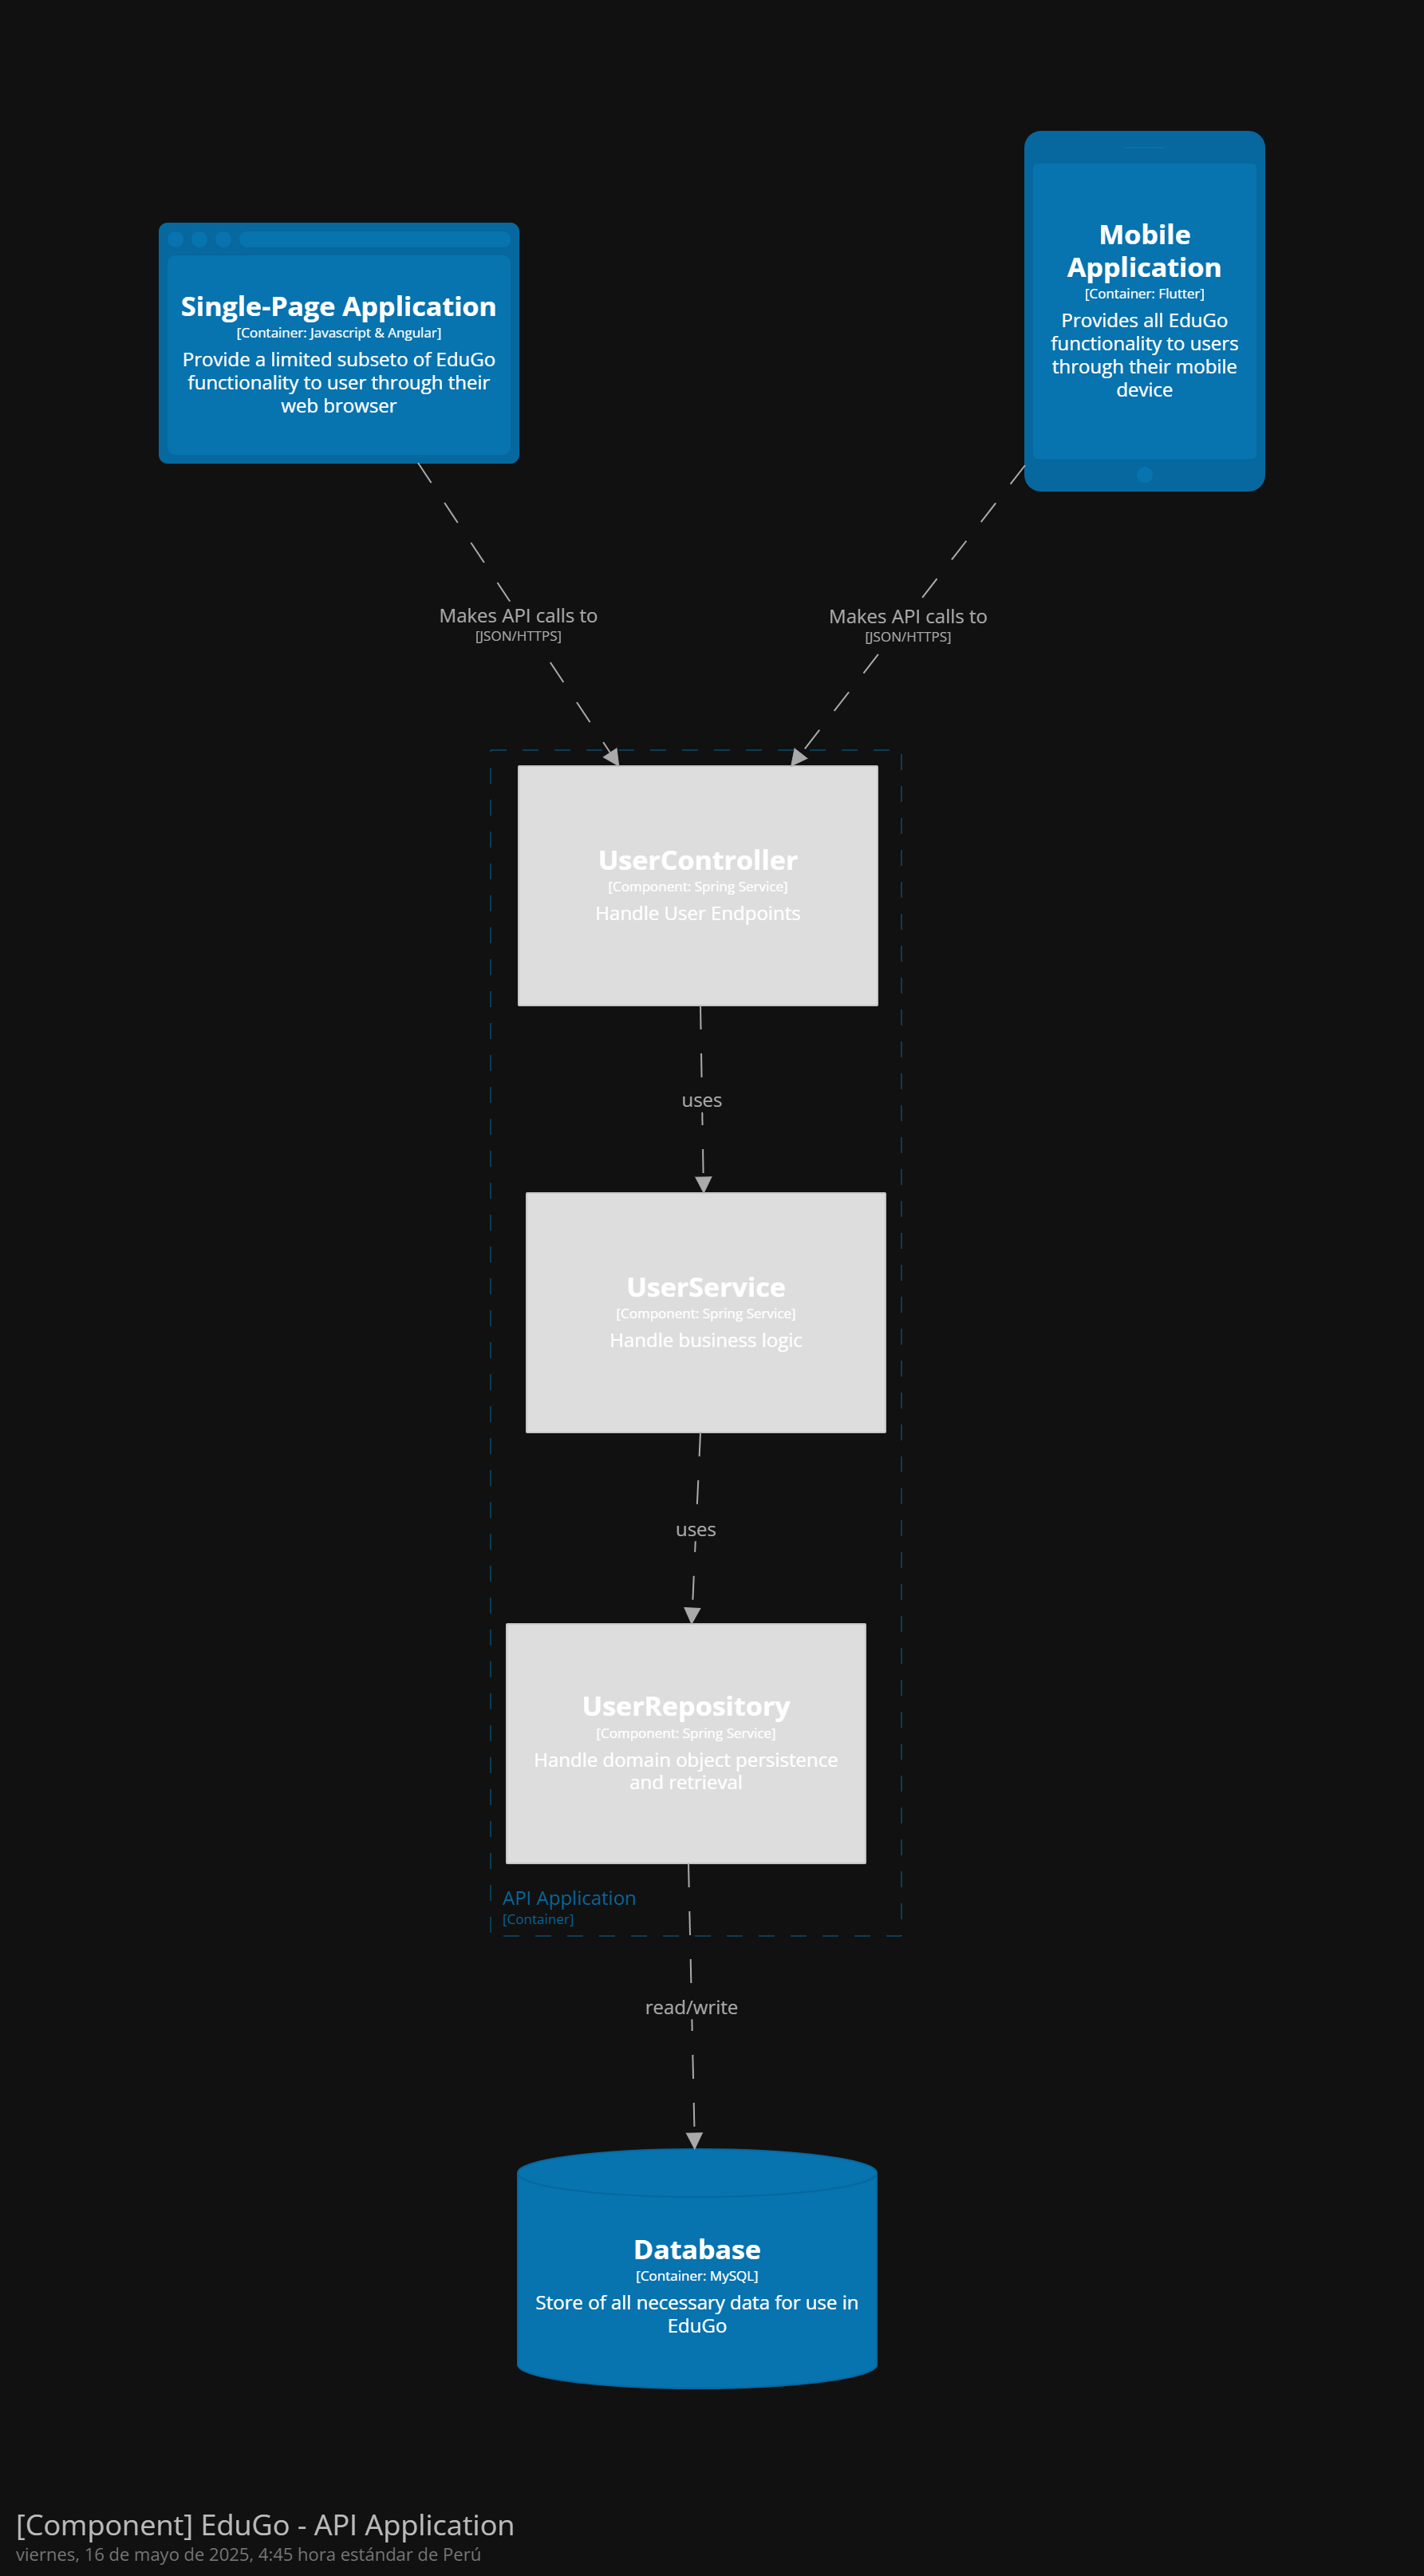 Single-Page Application
[Container: Javascript & Angular]
Provide a limited subseto of EduGo
functionality to user through their
web browser
Mobile
Application
[Container: Flutter]
Provides all EduGo
functionality to users
through their mobile
device
Makes API calls to
[JSON/HTTPS]
Makes API calls to
[JSON/HTTPS]
UserController
[Component: Spring Service]
Handle User Endpoints
uses
UserService
[Component: Spring Service]
Handle business logic
uses
UserRepository
[Component: Spring Service]
Handle domain object persistence
and retrieval
API Application
[Container]
read/write
Database
[Container: MySQL]
Store of all necessary data for use in
EduGo
[Component] EduGo - API Application
viernes, 16 de mayo de 2025, 4:45 hora estándar de Perú